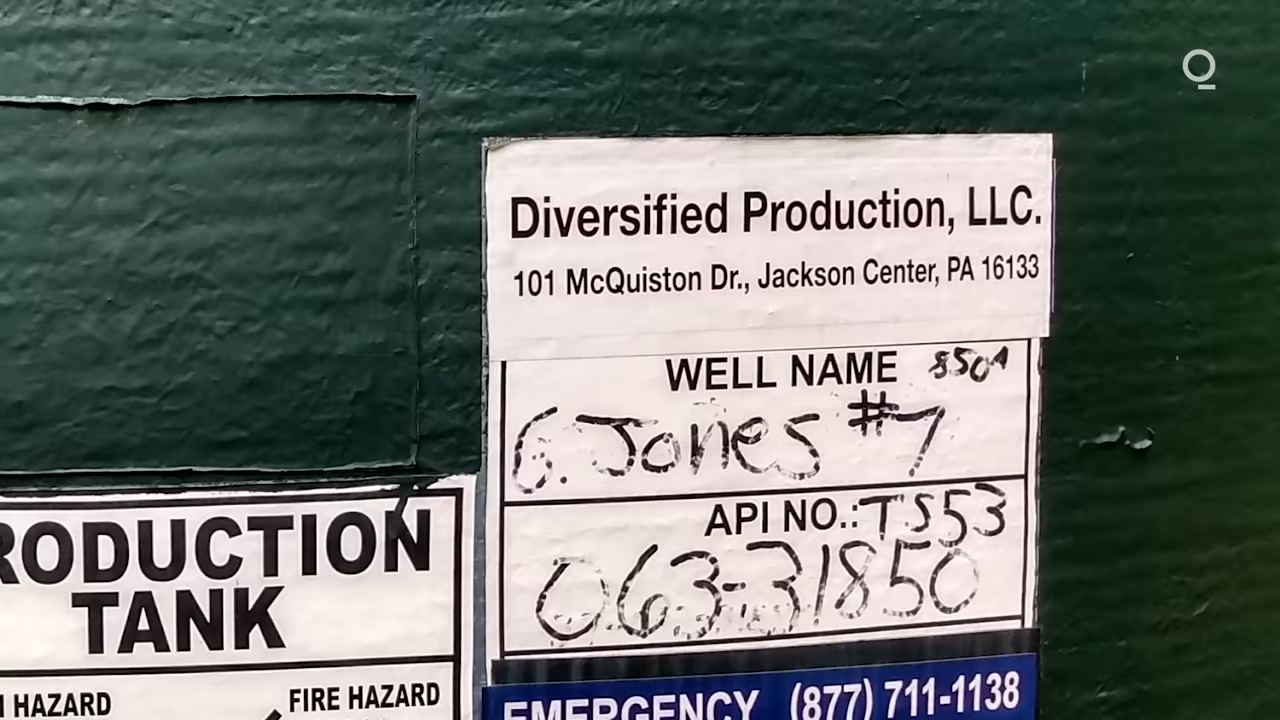 Diversified Production, LLC.
101 McQuiston Dr., Jackson Center, PA 16133
WELL NAME 8501
G. Jones #7
API NO.: TS53
063-31850
EMERGENCY (877) 711-1138
RODUCTION
TANK
HAZARD
FIRE HAZARD